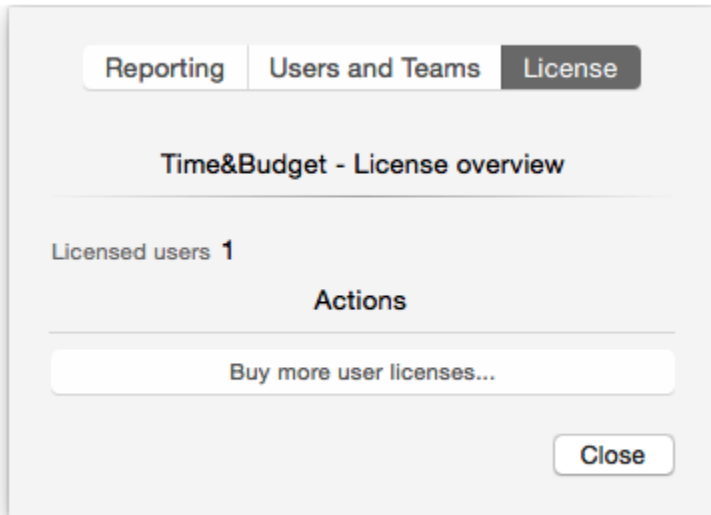 Reporting Users and Teams License
Time&Budget - License overview
Licensed users 1
Actions
Buy more user licenses...
Close